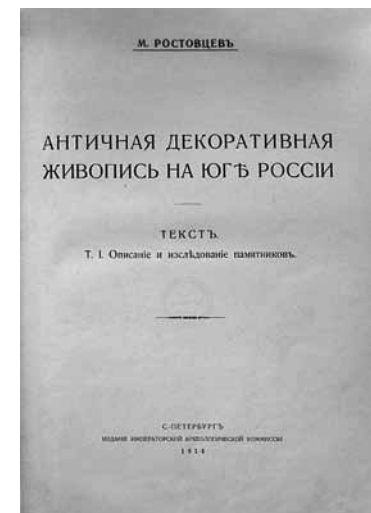 М. РОСТОВЦЕВЪ
АНТИЧНАЯ ДЕКОРАТИВНАЯ
ЖИВОПИСЬ НА ЮГѢ РОССІИ
ТЕКСТЪ.
Т. I. Описаніе и изслѣдованіе памятниковъ.
С-ПЕТЕРБУРГЪ
ИЗДАНІЕ ИМПЕРАТОРСКОЙ АРХЕОЛОГИЧЕСКОЙ КОММИССІИ
1914